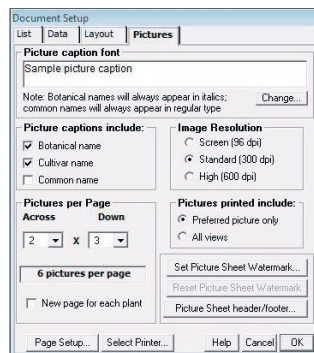 Document Setup
List Data Layout Pictures
Picture caption font
Sample picture caption
Note: Botanical names will always appear in italics;
common names will always appear in regular type
Change...
Picture captions include:
Botanical name
Cultivar name
Common name
Image Resolution
Screen (96 dpi)
Standard (300 dpi)
High (600 dpi)
Pictures per Page
Across Down
2 X 3
6 pictures per page
New page for each plant
Pictures printed include:
Preferred picture only
All views
Set Picture Sheet Watermark...
Reset Picture Sheet Watermark
Picture Sheet header/footer...
Page Setup... Select Printer... Help Cancel OK